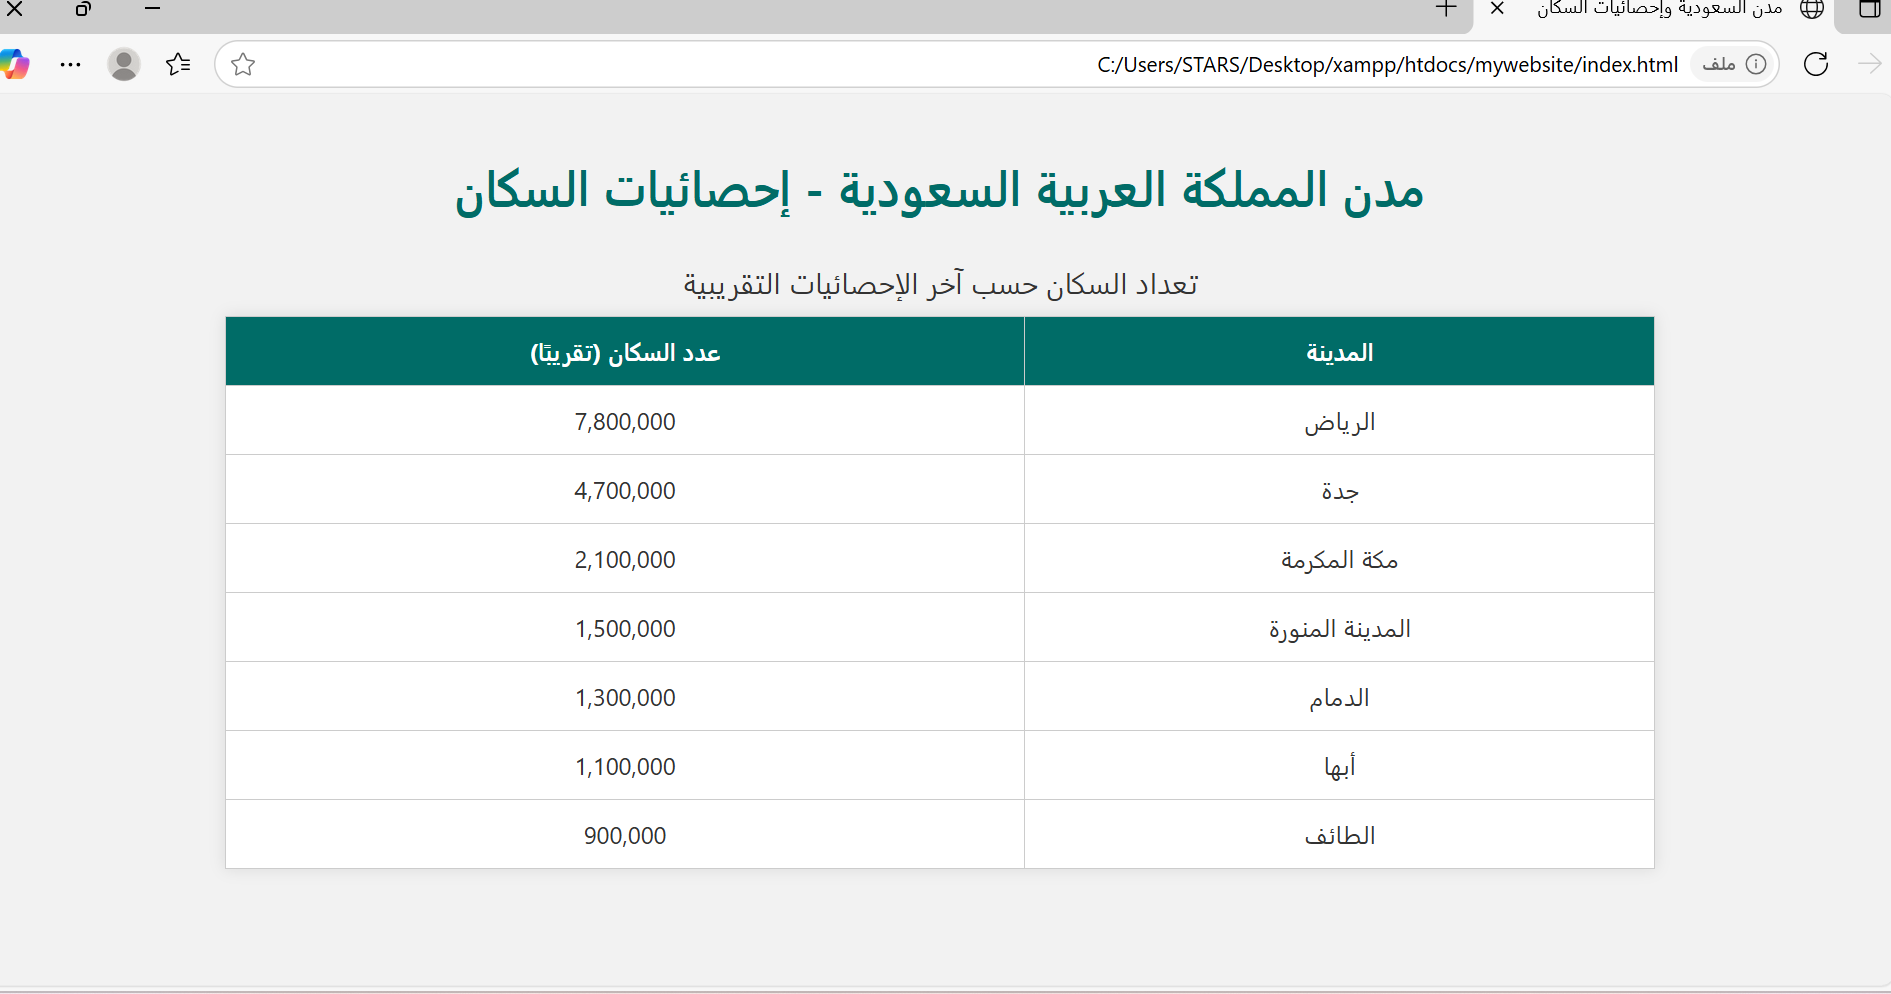 مدن السعودية وإحصائيات السكان
ملف C:/Users/STARS/Desktop/xampp/htdocs/mywebsite/index.html
مدن المملكة العربية السعودية - إحصائيات السكان
تعداد السكان حسب آخر الإحصائيات التقريبية
المدينة عدد السكان (تقريبًا)
الرياض 7,800,000
جدة 4,700,000
مكة المكرمة 2,100,000
المدينة المنورة 1,500,000
الدمام 1,300,000
أبها 1,100,000
الطائف 900,000